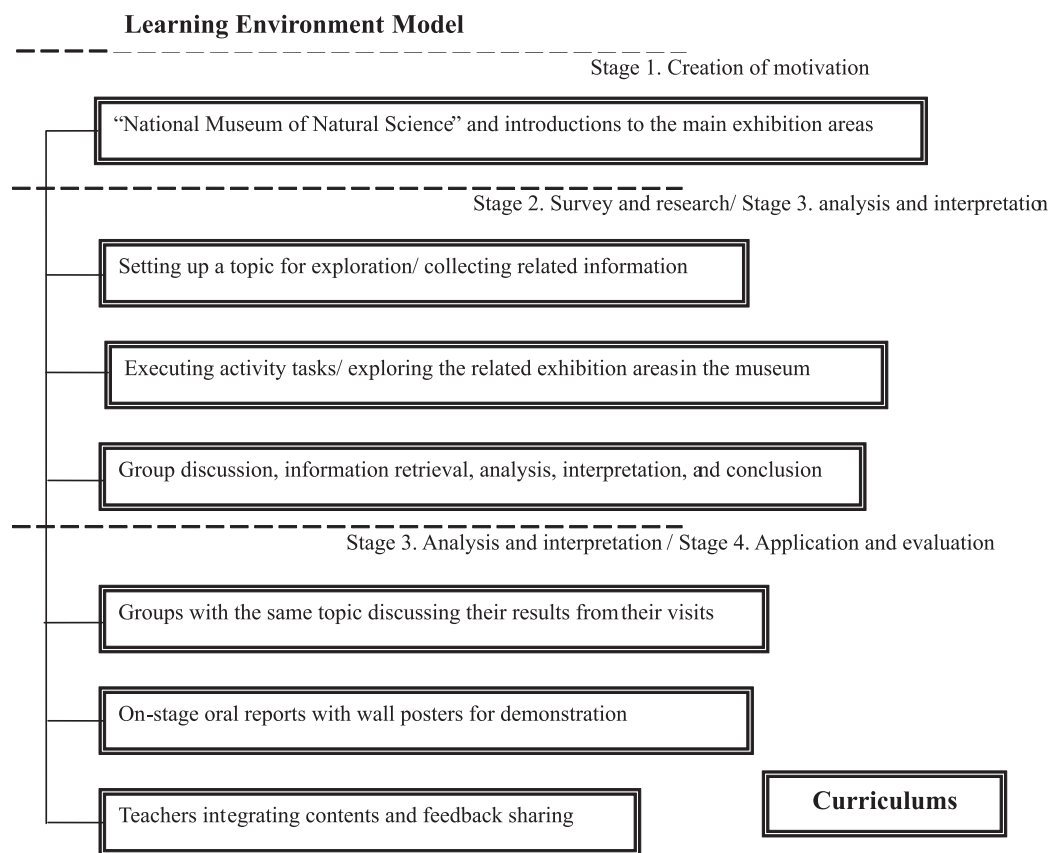 Learning Environment Model
Stage 1. Creation of motivation
“National Museum of Natural Science” and introductions to the main exhibition areas
Stage 2. Survey and research/ Stage 3. analysis and interpretation
Setting up a topic for exploration/ collecting related information
Executing activity tasks/ exploring the related exhibition areas in the museum
Group discussion, information retrieval, analysis, interpretation, and conclusion
Stage 3. Analysis and interpretation / Stage 4. Application and evaluation
Groups with the same topic discussing their results from their visits
On-stage oral reports with wall posters for demonstration
Teachers integrating contents and feedback sharing
Curriculums